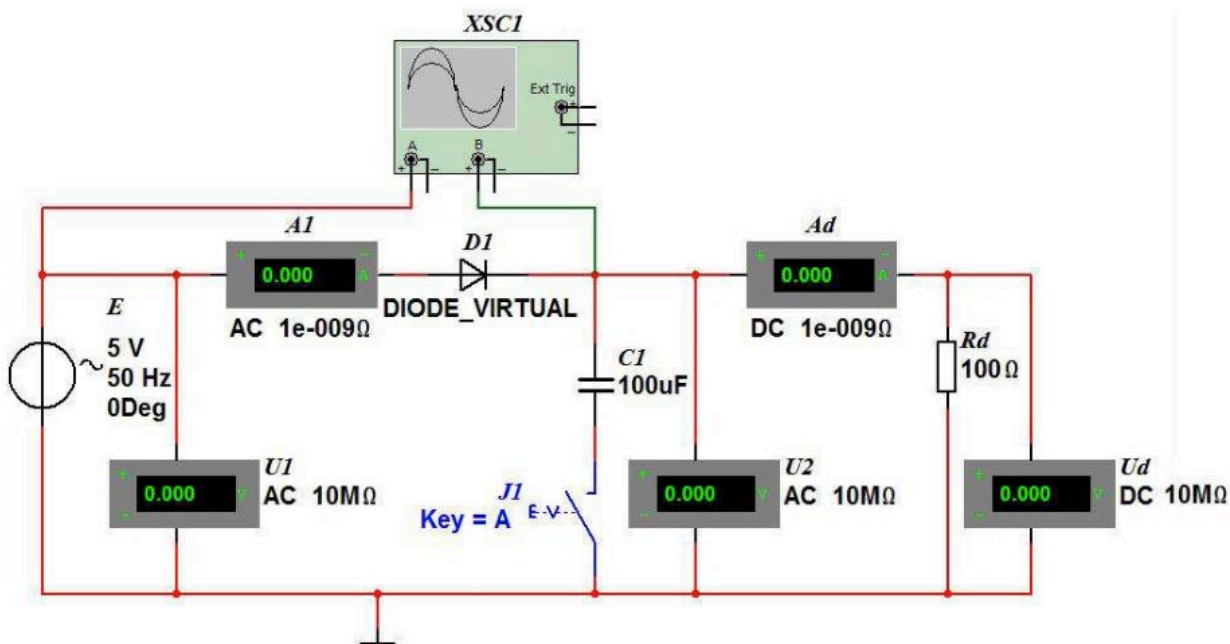 XSC1
Ext Trig
+
–
A
B
+ –
+ –
A1
+ –
0.000 A
AC 1e-009Ω
D1
DIODE_VIRTUAL
Ad
+ –
0.000 A
DC 1e-009Ω
E
~ 5 V
50 Hz
0Deg
C1
100uF
Rd
100Ω
U1
+
0.000 V
–
AC 10MΩ
J1
Key = A
U2
+
0.000 V
–
AC 10MΩ
Ud
+
0.000 V
–
DC 10MΩ